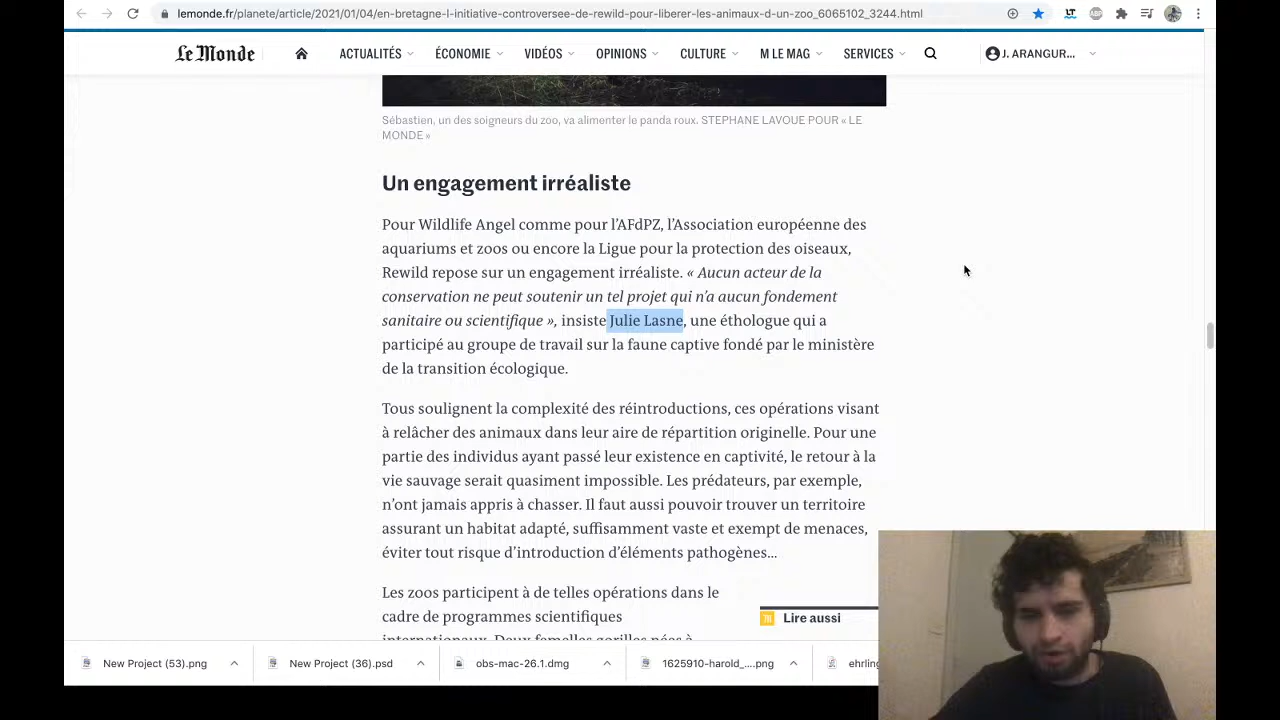 lemonde.fr/planete/article/2021/01/04/en-bretagne-l-initiative-controversee-de-rewild-pour-liberer-les-animaux-d-un-zoo_6065102_3244.html
Le Monde ACTUALITÉS ÉCONOMIE VIDÉOS OPINIONS CULTURE M LE MAG SERVICES J. ARANGUR...
Sébastien, un des soigneurs du zoo, va alimenter le panda roux. STEPHANE LAVOUE POUR « LE
MONDE »
Un engagement irréaliste
Pour Wildlife Angel comme pour l’AFdPZ, l’Association européenne des
aquariums et zoos ou encore la Ligue pour la protection des oiseaux,
Rewild repose sur un engagement irréaliste. « Aucun acteur de la
conservation ne peut soutenir un tel projet qui n’a aucun fondement
sanitaire ou scientifique », insiste Julie Lasne, une éthologue qui a
participé au groupe de travail sur la faune captive fondé par le ministère
de la transition écologique.
Tous soulignent la complexité des réintroductions, ces opérations visant
à relâcher des animaux dans leur aire de répartition originelle. Pour une
partie des individus ayant passé leur existence en captivité, le retour à la
vie sauvage serait quasiment impossible. Les prédateurs, par exemple,
n’ont jamais appris à chasser. Il faut aussi pouvoir trouver un territoire
assurant un habitat adapté, suffisamment vaste et exempt de menaces,
éviter tout risque d’introduction d’éléments pathogènes...
Les zoos participent à de telles opérations dans le
cadre de programmes scientifiques
internationaux. Deux femelles gorilles nées à
Lire aussi
New Project (53).png New Project (36).psd obs-mac-26.1.dmg 1625910-harold_....png ehrling